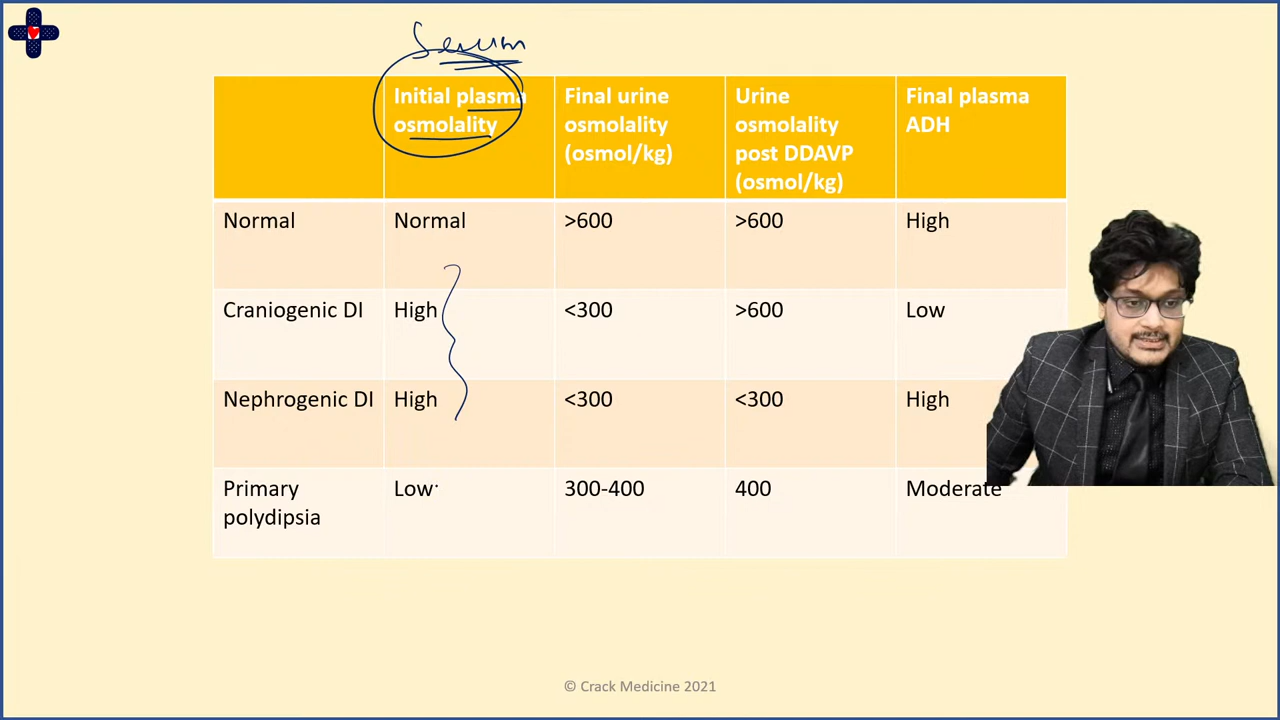 Serum
Initial plasma
osmolality
Final urine
osmolality
(osmol/kg)
Urine
osmolality
post DDAVP
(osmol/kg)
Final plasma
ADH
Normal
Normal
>600
>600
High
Craniogenic DI
High
<300
>600
Low
Nephrogenic DI
High
<300
<300
High
Primary
polydipsia
Low
300-400
400
Moderate
© Crack Medicine 2021